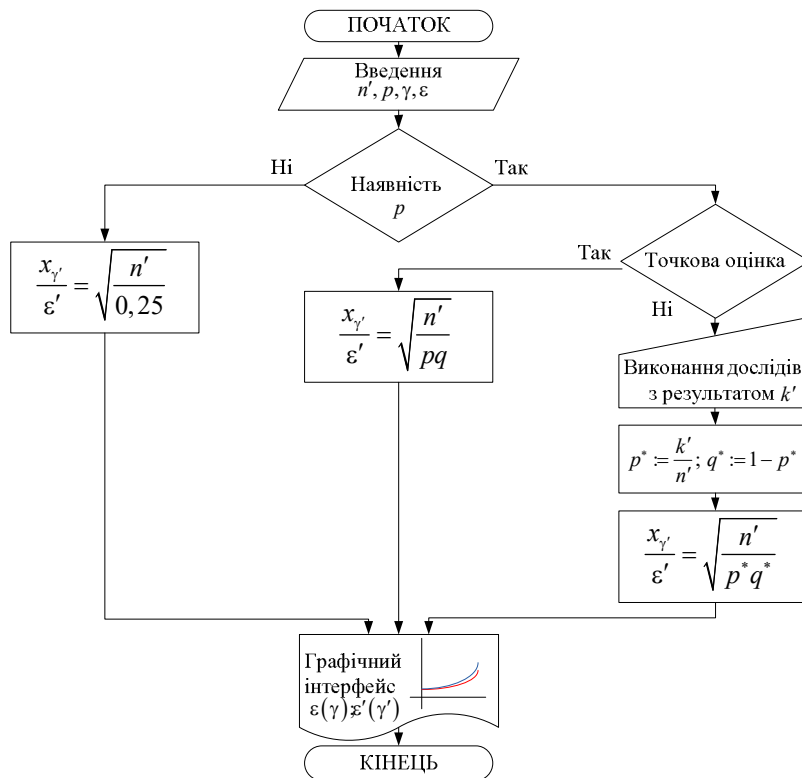 ПОЧАТОК
Введення
n′, p, γ, ε
Ні
Так
Наявність
p
Так
Точкова оцінка
Ні
x_γ′ / ε′ = √(n′ / 0,25)
x_γ′ / ε′ = √(n′ / pq)
Виконання дослідів
з результатом k′
p* := k′ / n′; q* := 1 − p*
x_γ′ / ε′ = √(n′ / p*q*)
Графічний
інтерфейс
ε(γ);ε′(γ′)
КІНЕЦЬ